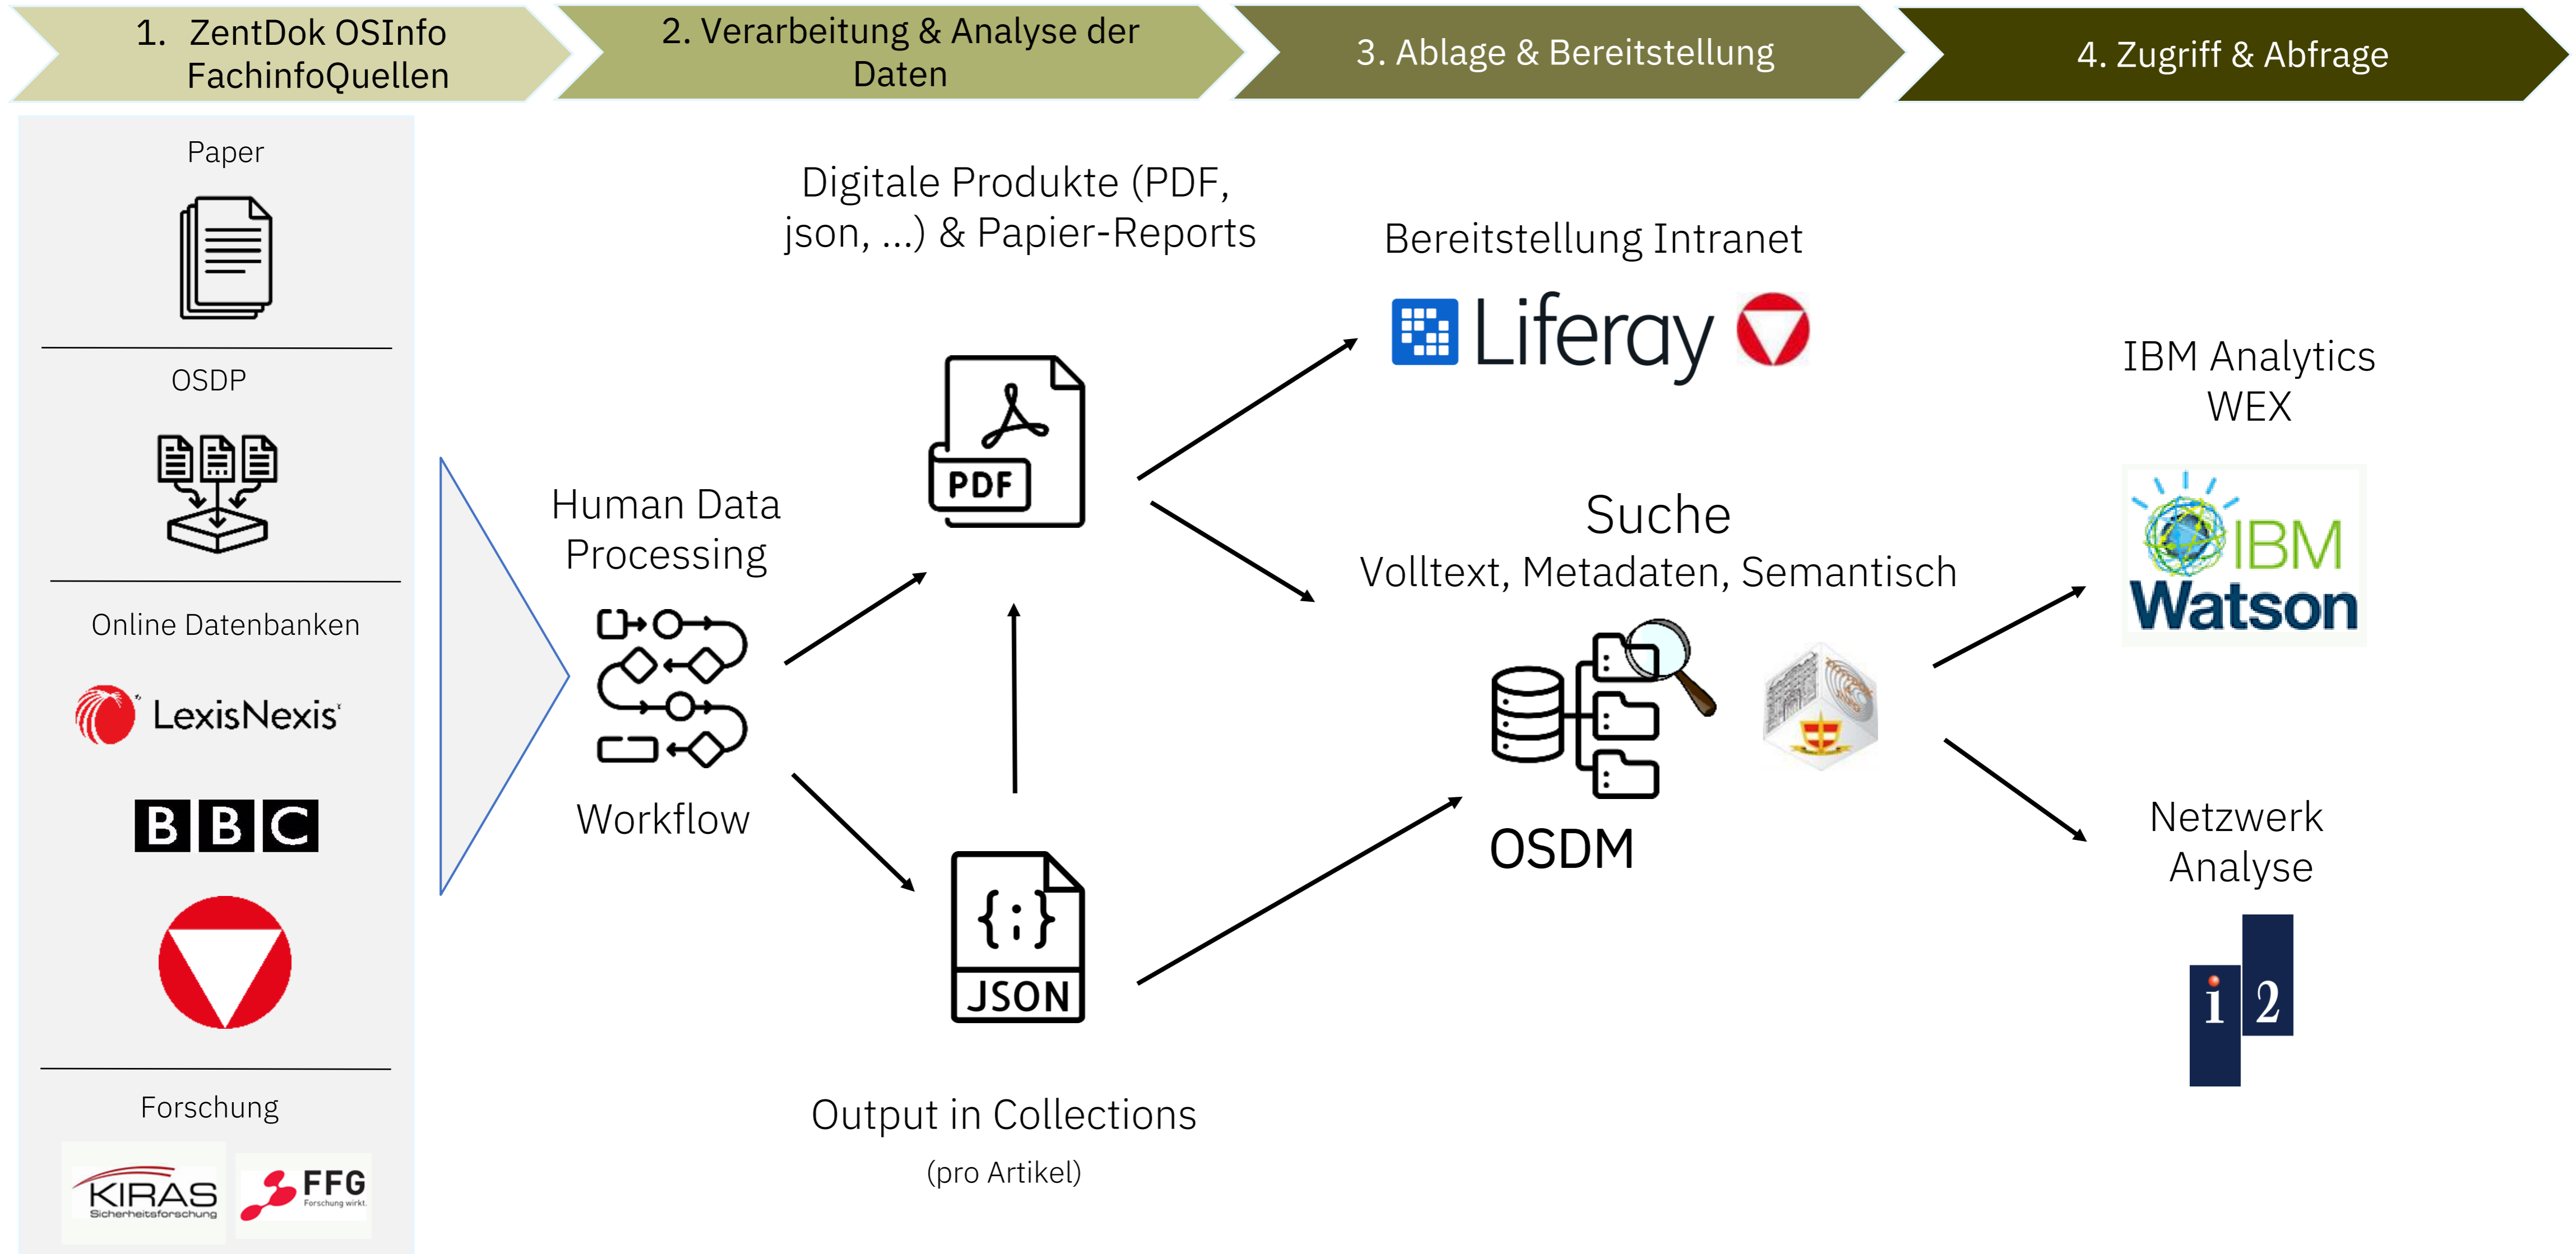 1. ZentDok OSInfo
FachinfoQuellen
2. Verarbeitung & Analyse der
Daten
3. Ablage & Bereitstellung
4. Zugriff & Abfrage
Paper
OSDP
Online Datenbanken
LexisNexis
BBC
Forschung
KIRAS
Sicherheitsforschung
FFG
Forschung wirkt.
Human Data
Processing
Workflow
Digitale Produkte (PDF,
json, ...) & Papier-Reports
PDF
{;}
JSON
Output in Collections
(pro Artikel)
Bereitstellung Intranet
Liferay
Suche
Volltext, Metadaten, Semantisch
OSDM
IBM Analytics
WEX
IBM
Watson
Netzwerk
Analyse
i2